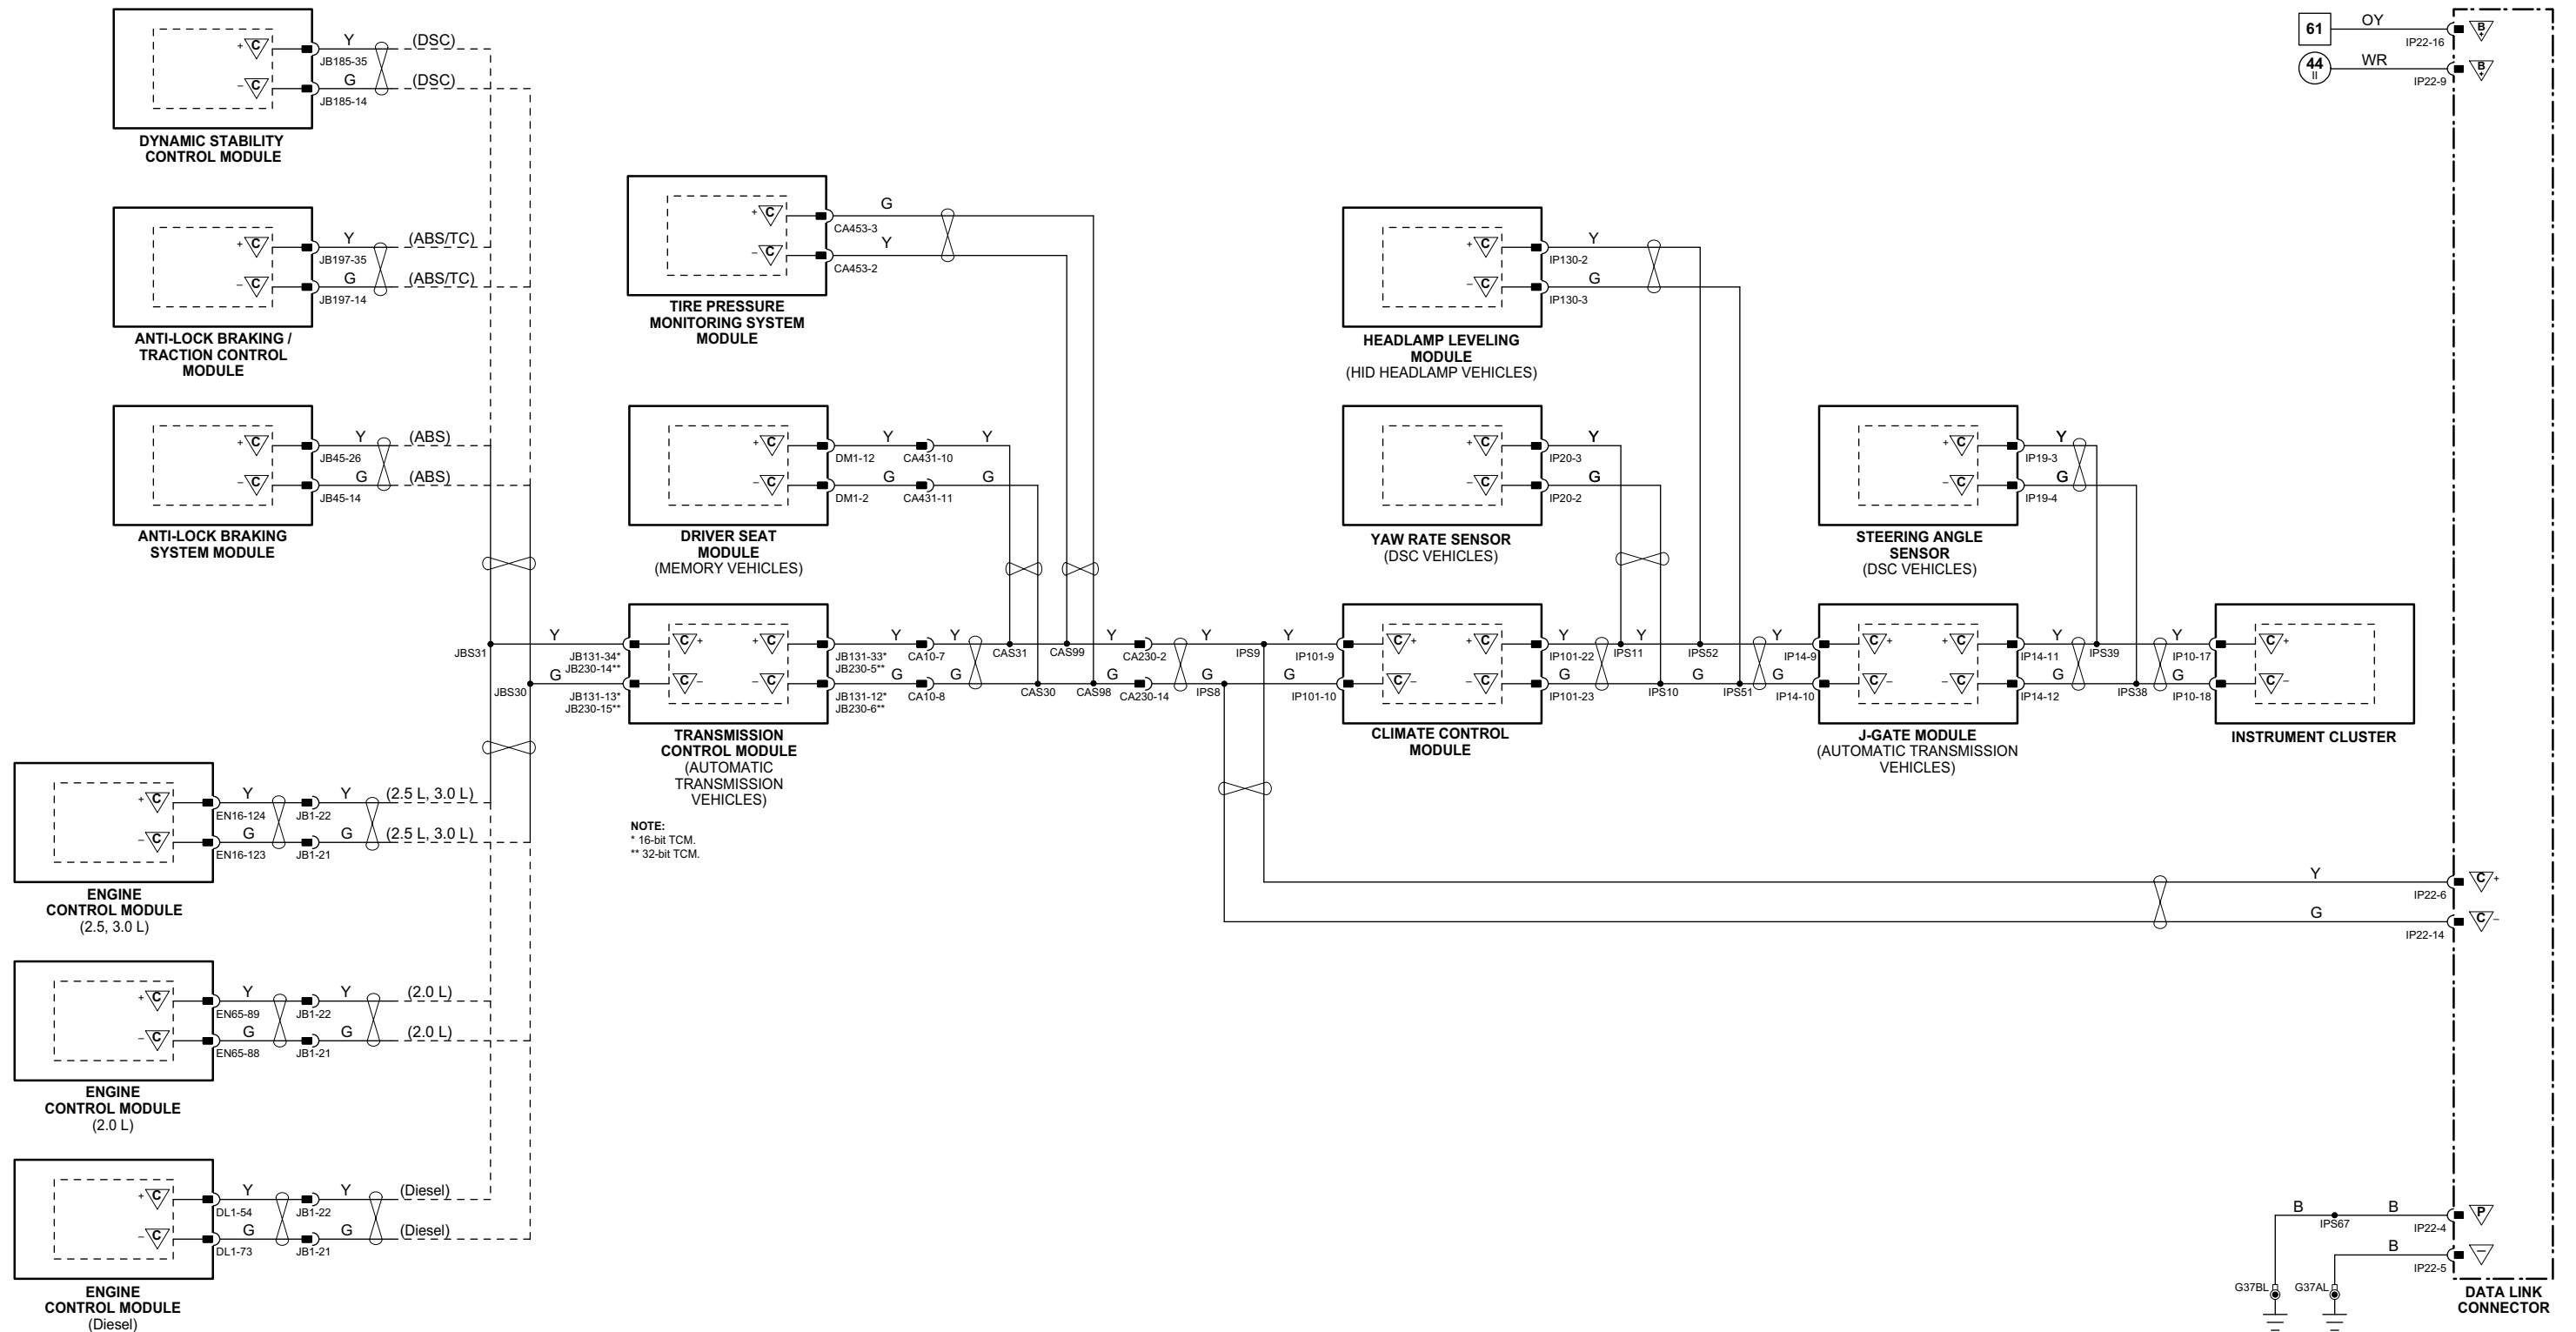 + C
Y
(DSC)
JB185-35
– C
G
(DSC)
JB185-14
DYNAMIC STABILITY
CONTROL MODULE
+ C
Y
(ABS/TC)
JB197-35
– C
G
(ABS/TC)
JB197-14
ANTI-LOCK BRAKING /
TRACTION CONTROL
MODULE
+ C
Y
(ABS)
JB45-26
– C
G
(ABS)
JB45-14
ANTI-LOCK BRAKING
SYSTEM MODULE
JBS31
JBS30
+ C
Y
Y
(2.5 L, 3.0 L)
EN16-124
JB1-22
– C
G
G
(2.5 L, 3.0 L)
EN16-123
JB1-21
ENGINE
CONTROL MODULE
(2.5, 3.0 L)
+ C
Y
Y
(2.0 L)
EN65-89
JB1-22
– C
G
G
(2.0 L)
EN65-88
JB1-21
ENGINE
CONTROL MODULE
(2.0 L)
+ C
Y
Y
(Diesel)
DL1-54
JB1-22
– C
G
G
(Diesel)
DL1-73
JB1-21
ENGINE
CONTROL MODULE
(Diesel)
+ C
G
CA453-3
– C
Y
CA453-2
TIRE PRESSURE
MONITORING SYSTEM
MODULE
+ C
Y
Y
DM1-12
CA431-10
– C
G
G
DM1-2
CA431-11
DRIVER SEAT
MODULE
(MEMORY VEHICLES)
Y
JB131-34*
JB230-14**
G
JB131-13*
JB230-15**
C +
+ C
C –
– C
TRANSMISSION
CONTROL MODULE
(AUTOMATIC
TRANSMISSION
VEHICLES)
NOTE:
* 16-bit TCM.
** 32-bit TCM.
Y
Y
JB131-33*
JB230-5**
CA10-7
CAS31
CAS99
Y
CA230-2
Y
IPS9
Y
IP101-9
G
G
JB131-12*
JB230-6**
CA10-8
CAS30
CAS98
G
CA230-14
G
IPS8
G
IP101-10
C +
+ C
C –
– C
CLIMATE CONTROL
MODULE
+ C
Y
IP130-2
– C
G
IP130-3
HEADLAMP LEVELING
MODULE
(HID HEADLAMP VEHICLES)
+ C
Y
IP20-3
– C
G
IP20-2
YAW RATE SENSOR
(DSC VEHICLES)
Y
IP101-22
IPS11
Y
IPS52
Y
IP14-9
G
IP101-23
IPS10
G
IPS51
G
IP14-10
C +
+ C
C –
– C
J-GATE MODULE
(AUTOMATIC TRANSMISSION
VEHICLES)
+ C
Y
IP19-3
– C
G
IP19-4
STEERING ANGLE
SENSOR
(DSC VEHICLES)
Y
IP14-11
IPS39
Y
IP10-17
G
IP14-12
IPS38
G
IP10-18
C +
C –
INSTRUMENT CLUSTER
61
OY
IP22-16
B
+
44
II
WR
IP22-9
B
+
Y
IP22-6
C +
G
IP22-14
C –
B
IPS67
B
IP22-4
P
B
IP22-5
–
G37BL
G37AL
DATA LINK
CONNECTOR